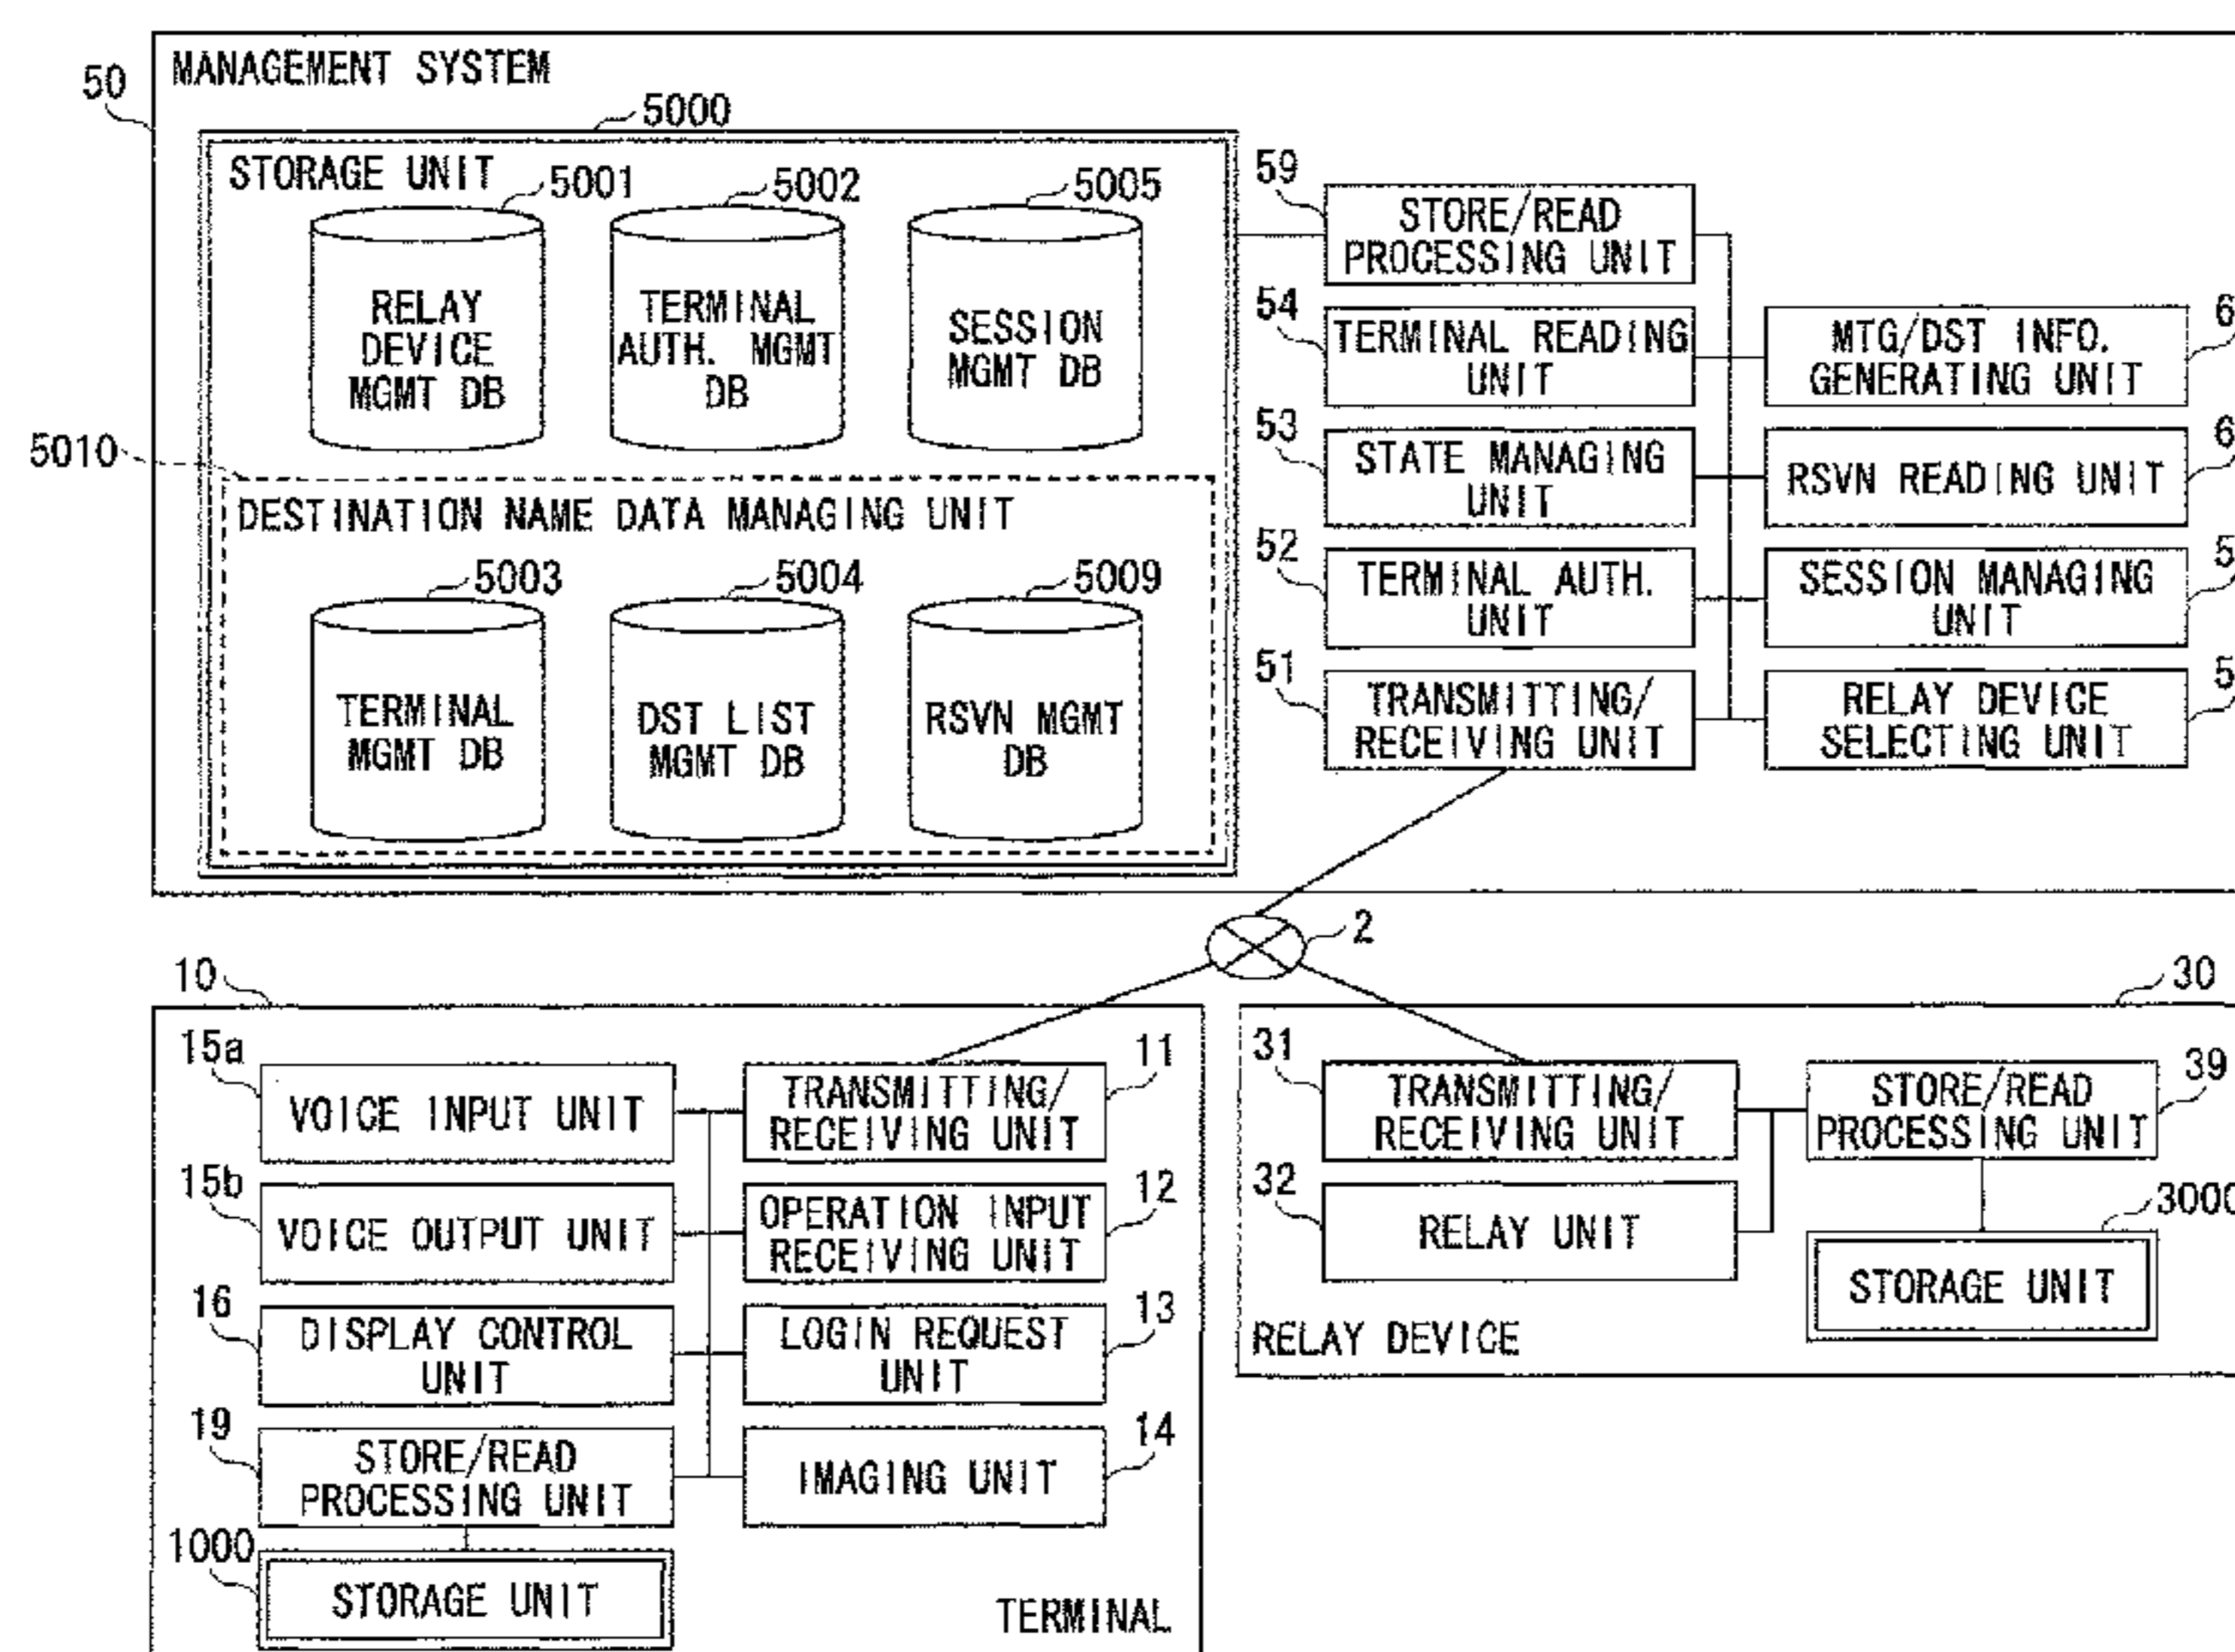 MANAGEMENT SYSTEM
50
5000
STORAGE UNIT
5001
5002
5005
RELAY
DEVICE
MGMT DB
TERMINAL
AUTH. MGMT
DB
SESSION
MGMT DB
5010
DESTINATION NAME DATA MANAGING UNIT
5003
5004
5009
TERMINAL
MGMT DB
DST LIST
MGMT DB
RSVN MGMT
DB
59
STORE/READ
PROCESSING UNIT
54
TERMINAL READING
UNIT
MTG/DST INFO.
GENERATING UNIT
53
STATE MANAGING
UNIT
RSVN READING UNIT
52
TERMINAL AUTH.
UNIT
SESSION MANAGING
UNIT
51
TRANSMITTING/
RECEIVING UNIT
RELAY DEVICE
SELECTING UNIT
2
10
15a
VOICE INPUT UNIT
TRANSMITTING/
RECEIVING UNIT
11
15b
VOICE OUTPUT UNIT
OPERATION INPUT
RECEIVING UNIT
12
16
DISPLAY CONTROL
UNIT
LOGIN REQUEST
UNIT
13
19
STORE/READ
PROCESSING UNIT
IMAGING UNIT
14
1000
STORAGE UNIT
TERMINAL
30
31
TRANSMITTING/
RECEIVING UNIT
STORE/READ
PROCESSING UNIT
39
32
RELAY UNIT
3000
STORAGE UNIT
RELAY DEVICE